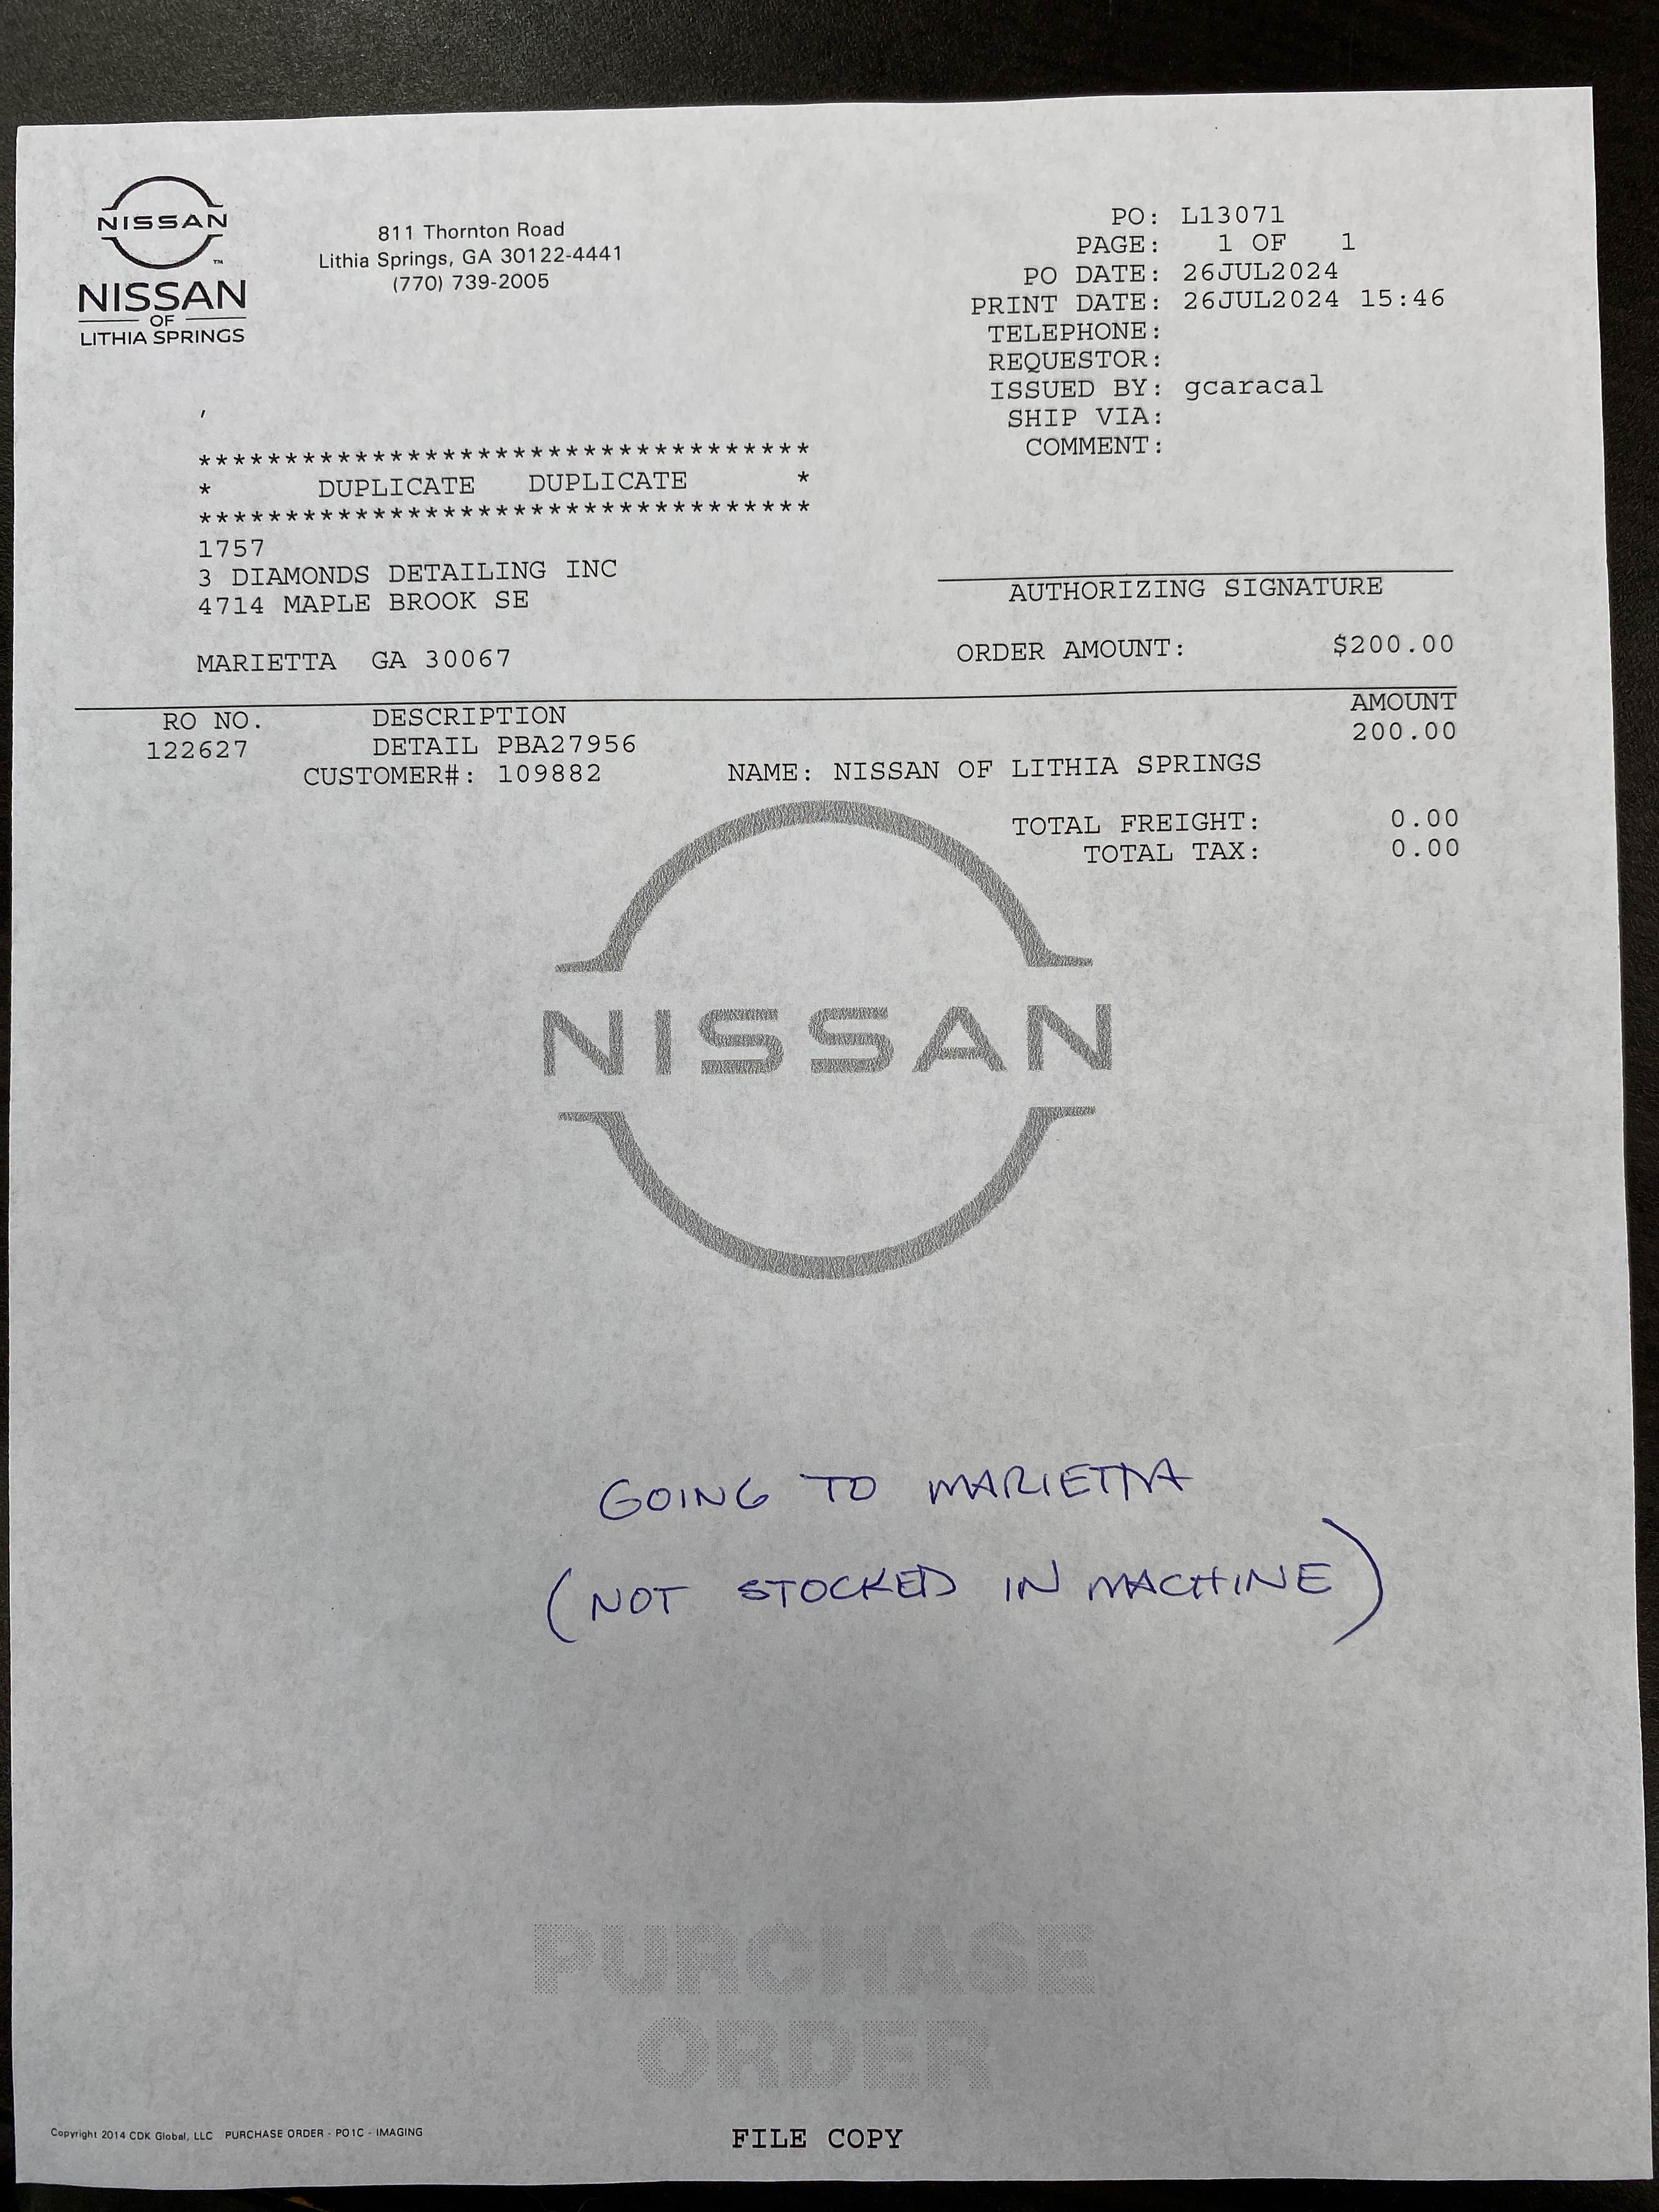 NISSAN
TM
NISSAN
OF
LITHIA SPRINGS
811 Thornton Road
Lithia Springs, GA 30122-4441
(770) 739-2005
PO: L13071
PAGE: 1 OF 1
PO DATE: 26JUL2024
PRINT DATE: 26JUL2024 15:46
TELEPHONE:
REQUESTOR:
ISSUED BY: gcaracal
SHIP VIA:
COMMENT:
,
***********************************
* DUPLICATE DUPLICATE *
***********************************
1757
3 DIAMONDS DETAILING INC
4714 MAPLE BROOK SE
MARIETTA GA 30067
AUTHORIZING SIGNATURE
ORDER AMOUNT: $200.00
RO NO. DESCRIPTION AMOUNT
122627 DETAIL PBA27956 200.00
CUSTOMER#: 109882 NAME: NISSAN OF LITHIA SPRINGS
TOTAL FREIGHT: 0.00
TOTAL TAX: 0.00
NISSAN
GOING TO MARIETTA
(NOT STOCKED IN MACHINE)
PURCHASE
ORDER
Copyright 2014 CDK Global, LLC PURCHASE ORDER - PO1C - IMAGING
FILE COPY